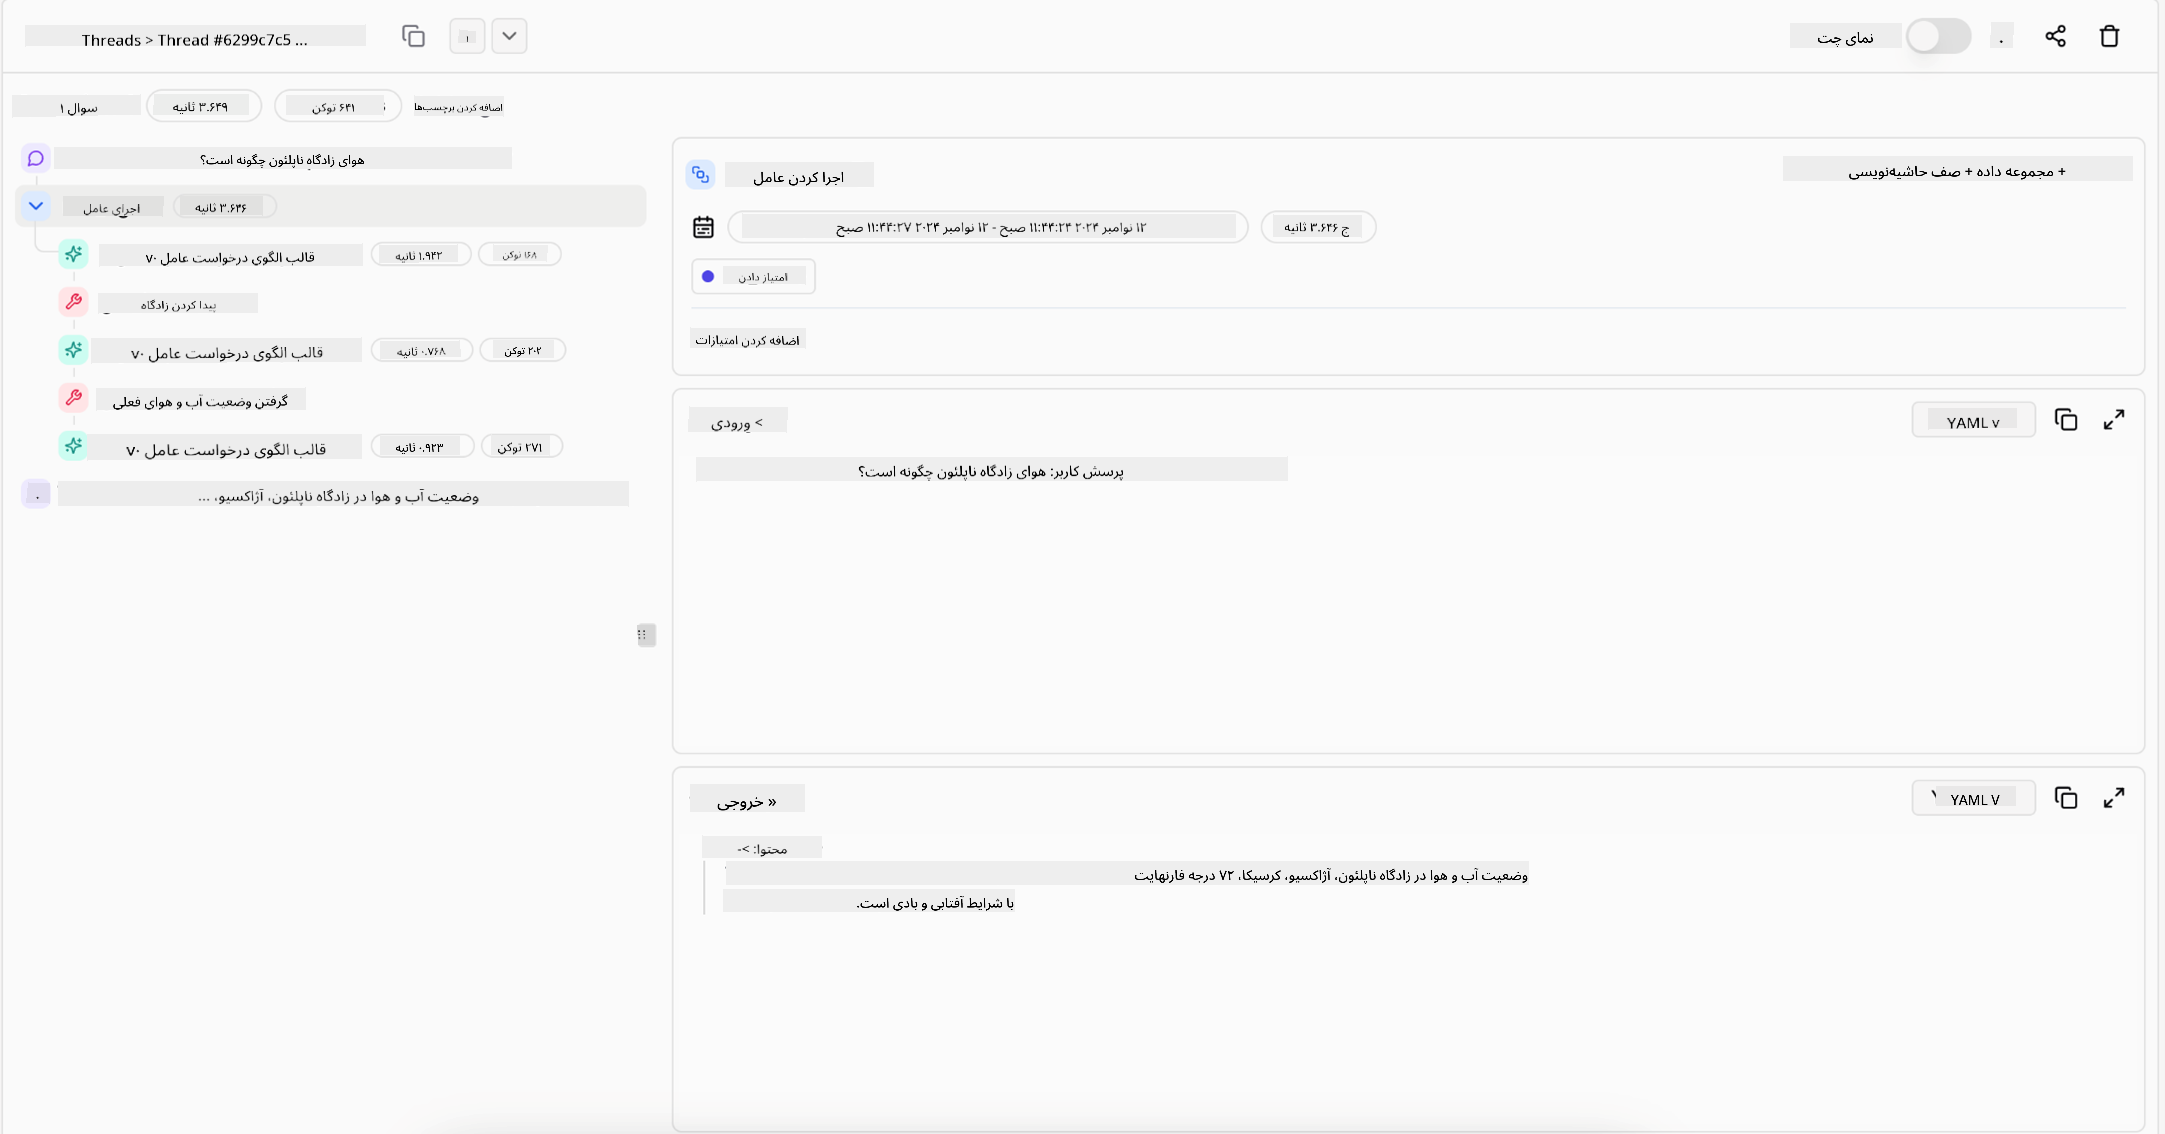 Threads > Thread #6299c7c5 ...
۱
نمای چت
سوال ۱
۳.۶۴۹ ثانیه
۶۴۱ توکن
اضافه کردن برچسب‌ها
هوای زادگاه ناپلئون چگونه است؟
اجرای عامل
۳.۶۴۶ ثانیه
قالب الگوی درخواست عامل v۰
۱.۹۴۲ ثانیه
۱۶۸ توکن
پیدا کردن زادگاه
قالب الگوی درخواست عامل v۰
۰.۷۶۸ ثانیه
۲۰۲ توکن
گرفتن وضعیت آب و هوای فعلی
قالب الگوی درخواست عامل v۰
۰.۹۲۳ ثانیه
۲۷۱ توکن
وضعیت آب و هوا در زادگاه ناپلئون، آژاکسیو، ...
اجرا کردن عامل
+ مجموعه داده + صف حاشیه‌نویسی
۱۲ نوامبر ۲۰۲۴ ۱۱:۴۴:۲۴ صبح - ۱۲ نوامبر ۲۰۲۴ ۱۱:۴۴:۲۷ صبح
ج ۳.۶۴۶ ثانیه
امتیاز دادن
اضافه کردن امتیازات
> ورودی
YAML v
پرسش کاربر: هوای زادگاه ناپلئون چگونه است؟
» خروجی
YAML V
محتوا: >-
وضعیت آب و هوا در زادگاه ناپلئون، آژاکسیو، کرسیکا، ۷۲ درجه فارنهایت
با شرایط آفتابی و بادی است.